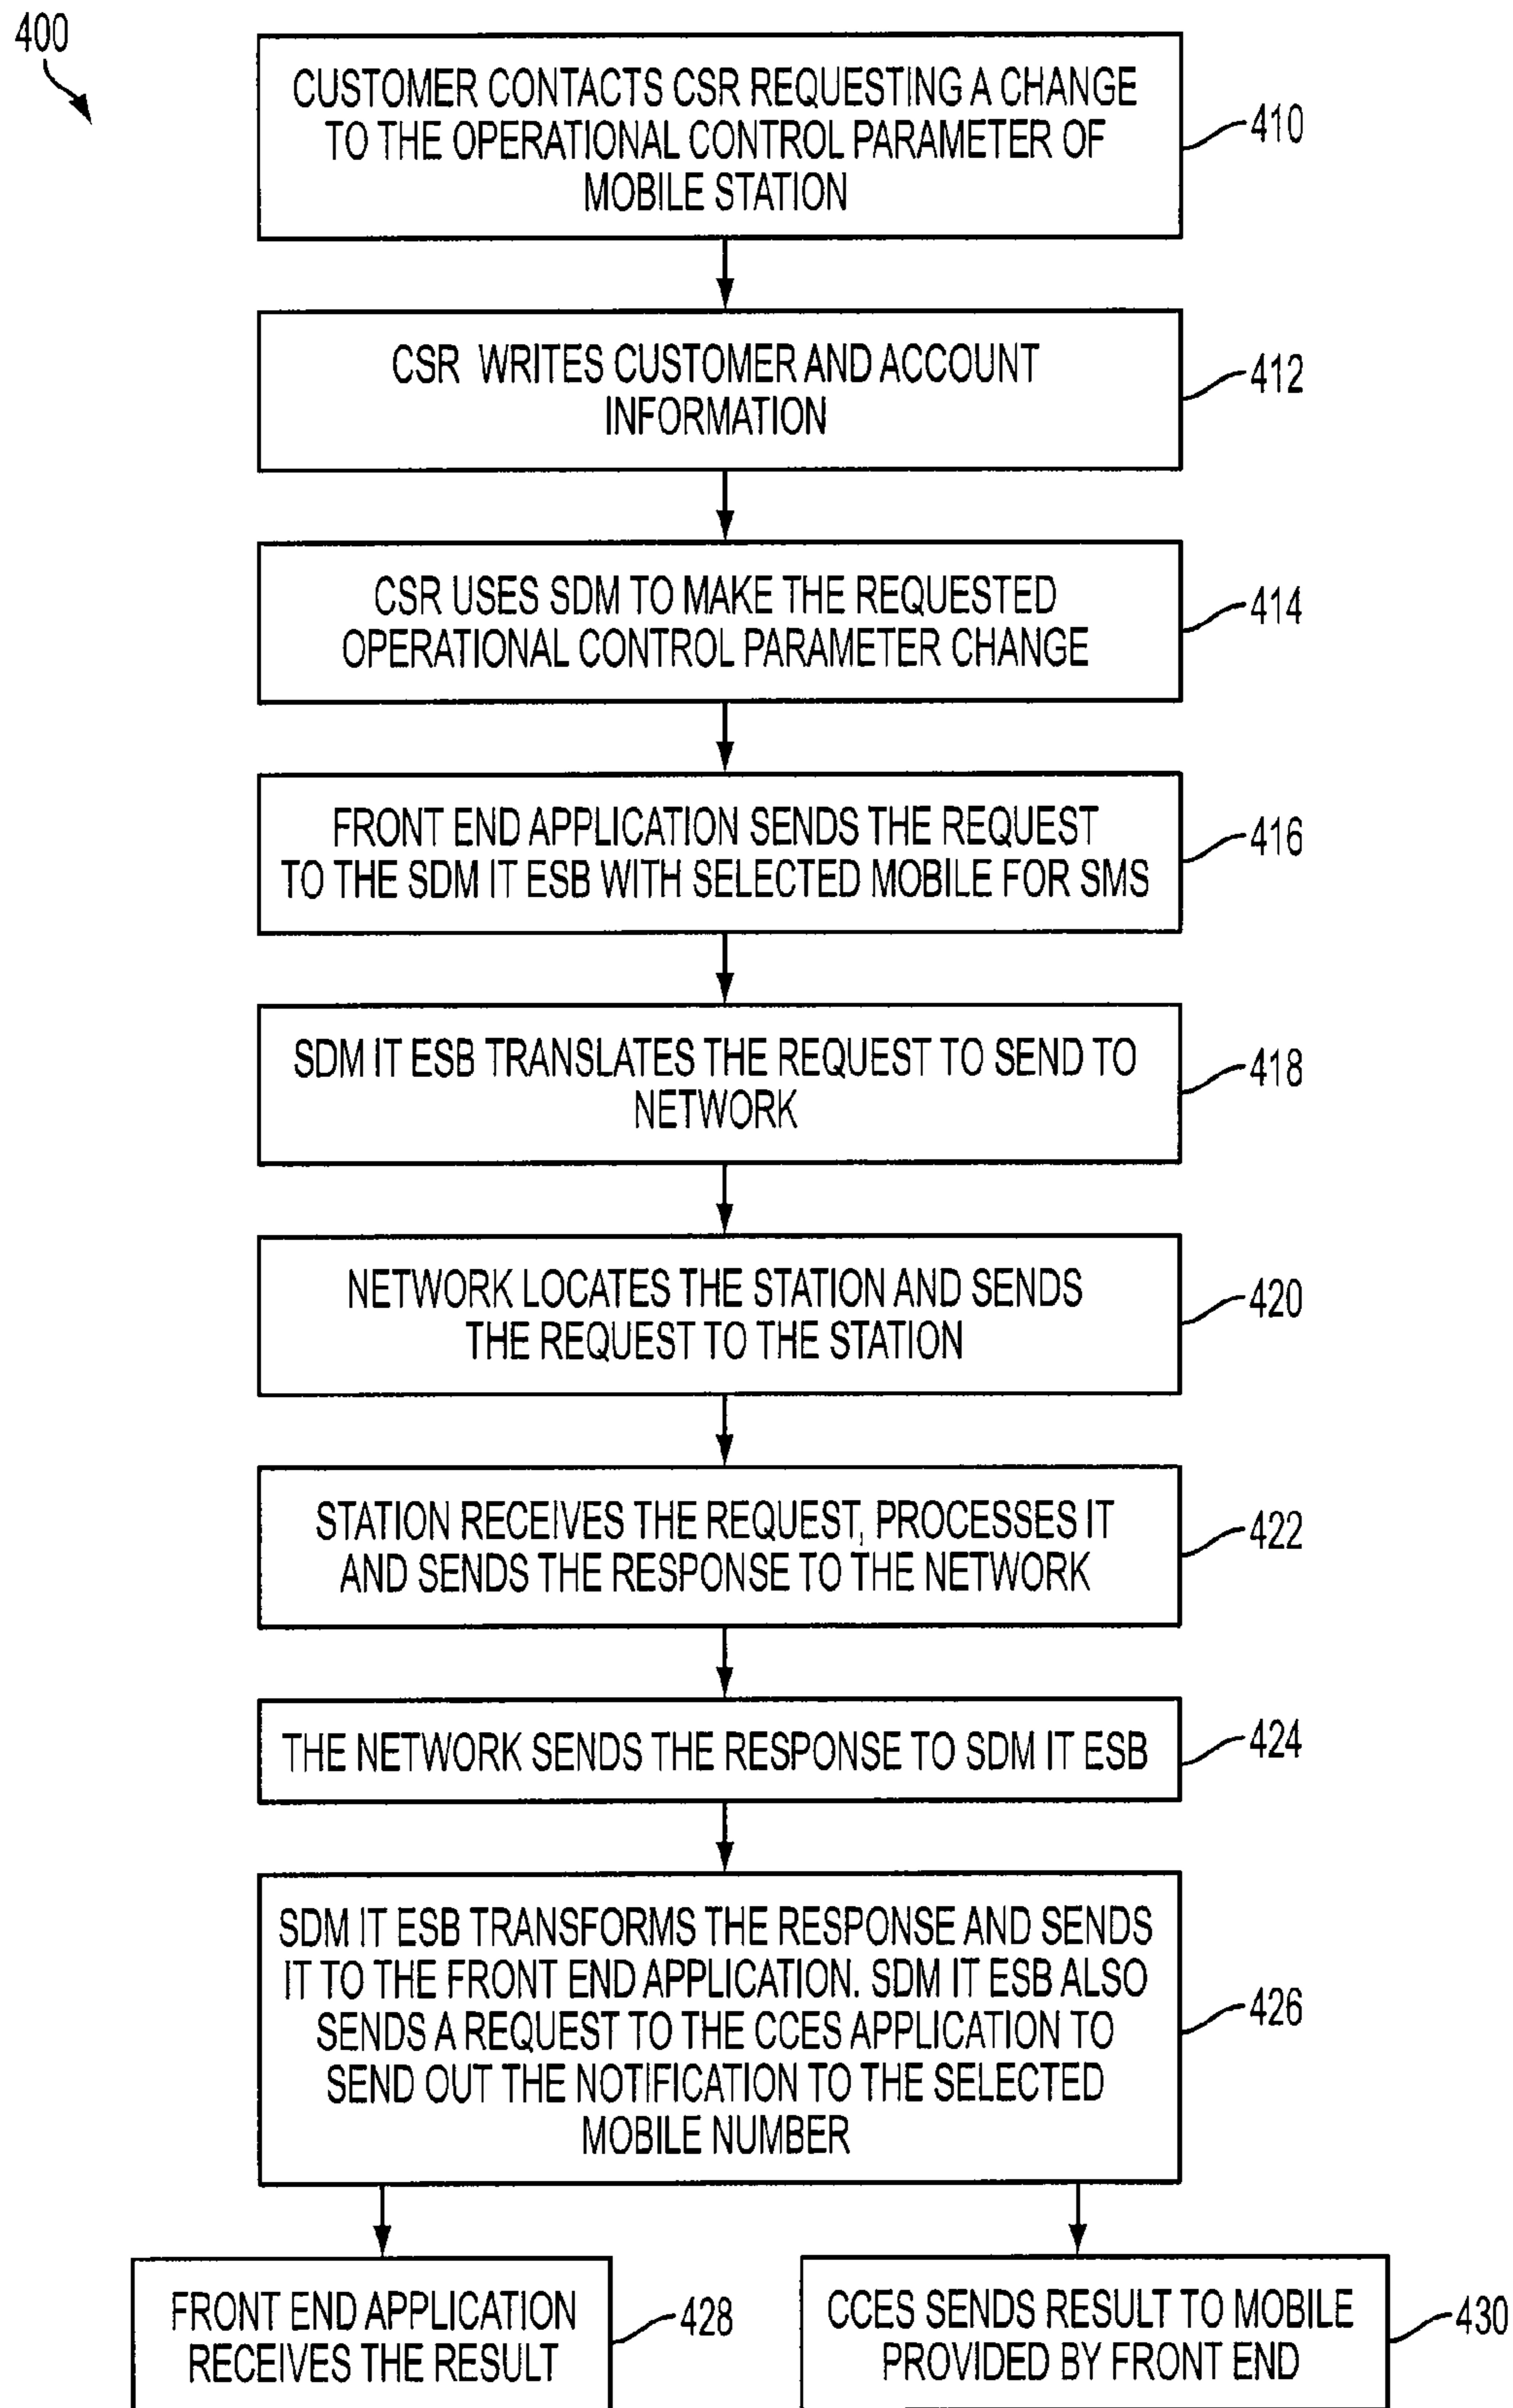 400
CUSTOMER CONTACTS CSR REQUESTING A CHANGE
TO THE OPERATIONAL CONTROL PARAMETER OF
MOBILE STATION
410
CSR WRITES CUSTOMER AND ACCOUNT
INFORMATION
412
CSR USES SDM TO MAKE THE REQUESTED
OPERATIONAL CONTROL PARAMETER CHANGE
414
FRONT END APPLICATION SENDS THE REQUEST
TO THE SDM IT ESB WITH SELECTED MOBILE FOR SMS
416
SDM IT ESB TRANSLATES THE REQUEST TO SEND TO
NETWORK
418
NETWORK LOCATES THE STATION AND SENDS
THE REQUEST TO THE STATION
420
STATION RECEIVES THE REQUEST, PROCESSES IT
AND SENDS THE RESPONSE TO THE NETWORK
422
THE NETWORK SENDS THE RESPONSE TO SDM IT ESB
424
SDM IT ESB TRANSFORMS THE RESPONSE AND SENDS
IT TO THE FRONT END APPLICATION. SDM IT ESB ALSO
SENDS A REQUEST TO THE CCES APPLICATION TO
SEND OUT THE NOTIFICATION TO THE SELECTED
MOBILE NUMBER
426
FRONT END APPLICATION
RECEIVES THE RESULT
428
CCES SENDS RESULT TO MOBILE
PROVIDED BY FRONT END
430